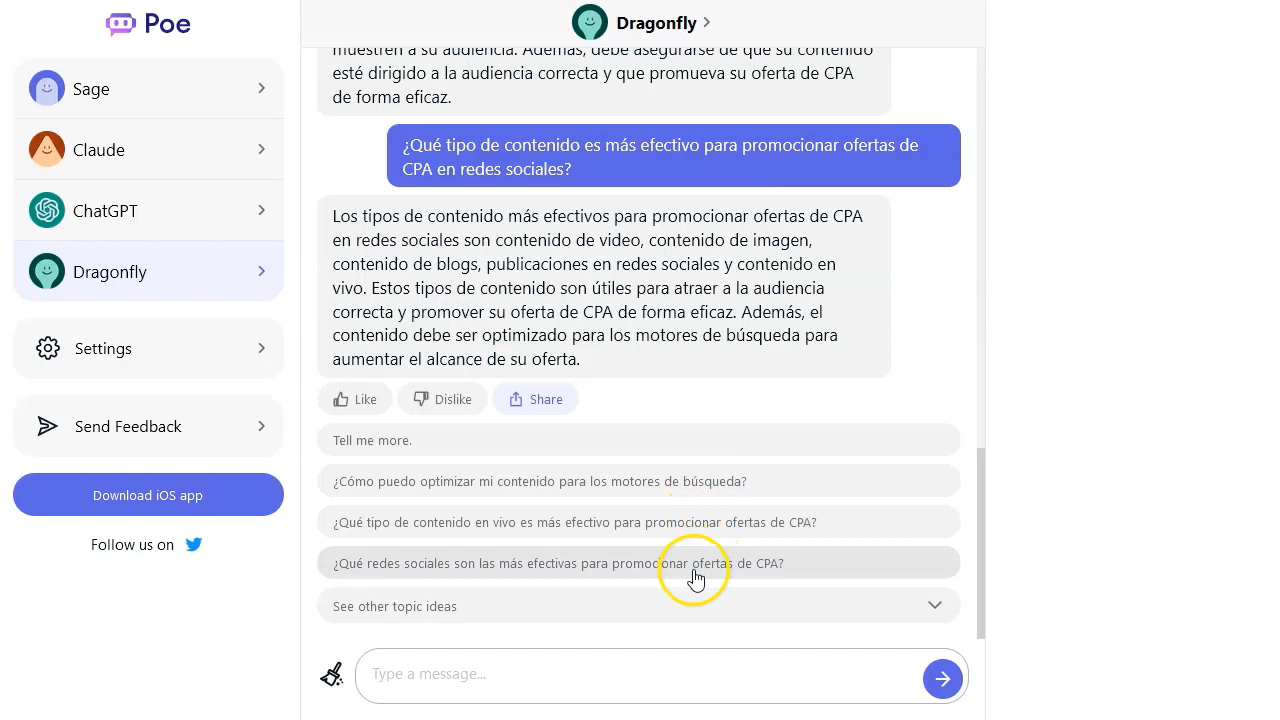 Poe
Sage
Claude
ChatGPT
Dragonfly
Settings
Send Feedback
Download iOS app
Follow us on
Dragonfly
muestren a su audiencia. Además, debe asegurarse de que su contenido
esté dirigido a la audiencia correcta y que promueva su oferta de CPA
de forma eficaz.
¿Qué tipo de contenido es más efectivo para promocionar ofertas de
CPA en redes sociales?
Los tipos de contenido más efectivos para promocionar ofertas de CPA
en redes sociales son contenido de video, contenido de imagen,
contenido de blogs, publicaciones en redes sociales y contenido en
vivo. Estos tipos de contenido son útiles para atraer a la audiencia
correcta y promover su oferta de CPA de forma eficaz. Además, el
contenido debe ser optimizado para los motores de búsqueda para
aumentar el alcance de su oferta.
Like Dislike Share
Tell me more.
¿Cómo puedo optimizar mi contenido para los motores de búsqueda?
¿Qué tipo de contenido en vivo es más efectivo para promocionar ofertas de CPA?
¿Qué redes sociales son las más efectivas para promocionar ofertas de CPA?
See other topic ideas
Type a message...